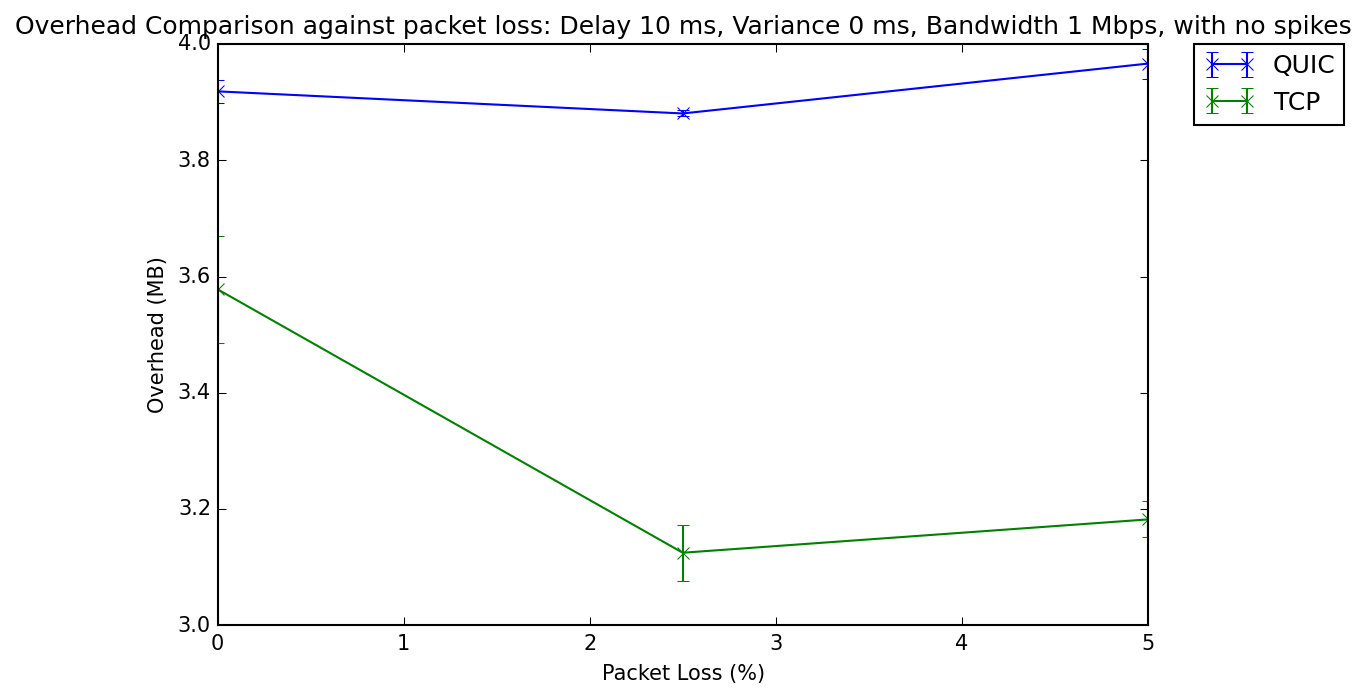 Overhead Comparison against packet loss: Delay 10 ms, Variance 0 ms, Bandwidth 1 Mbps, with no spikes
QUIC
TCP
4.0
3.8
3.6
3.4
3.2
3.0
Overhead (MB)
0 1 2 3 4 5
Packet Loss (%)